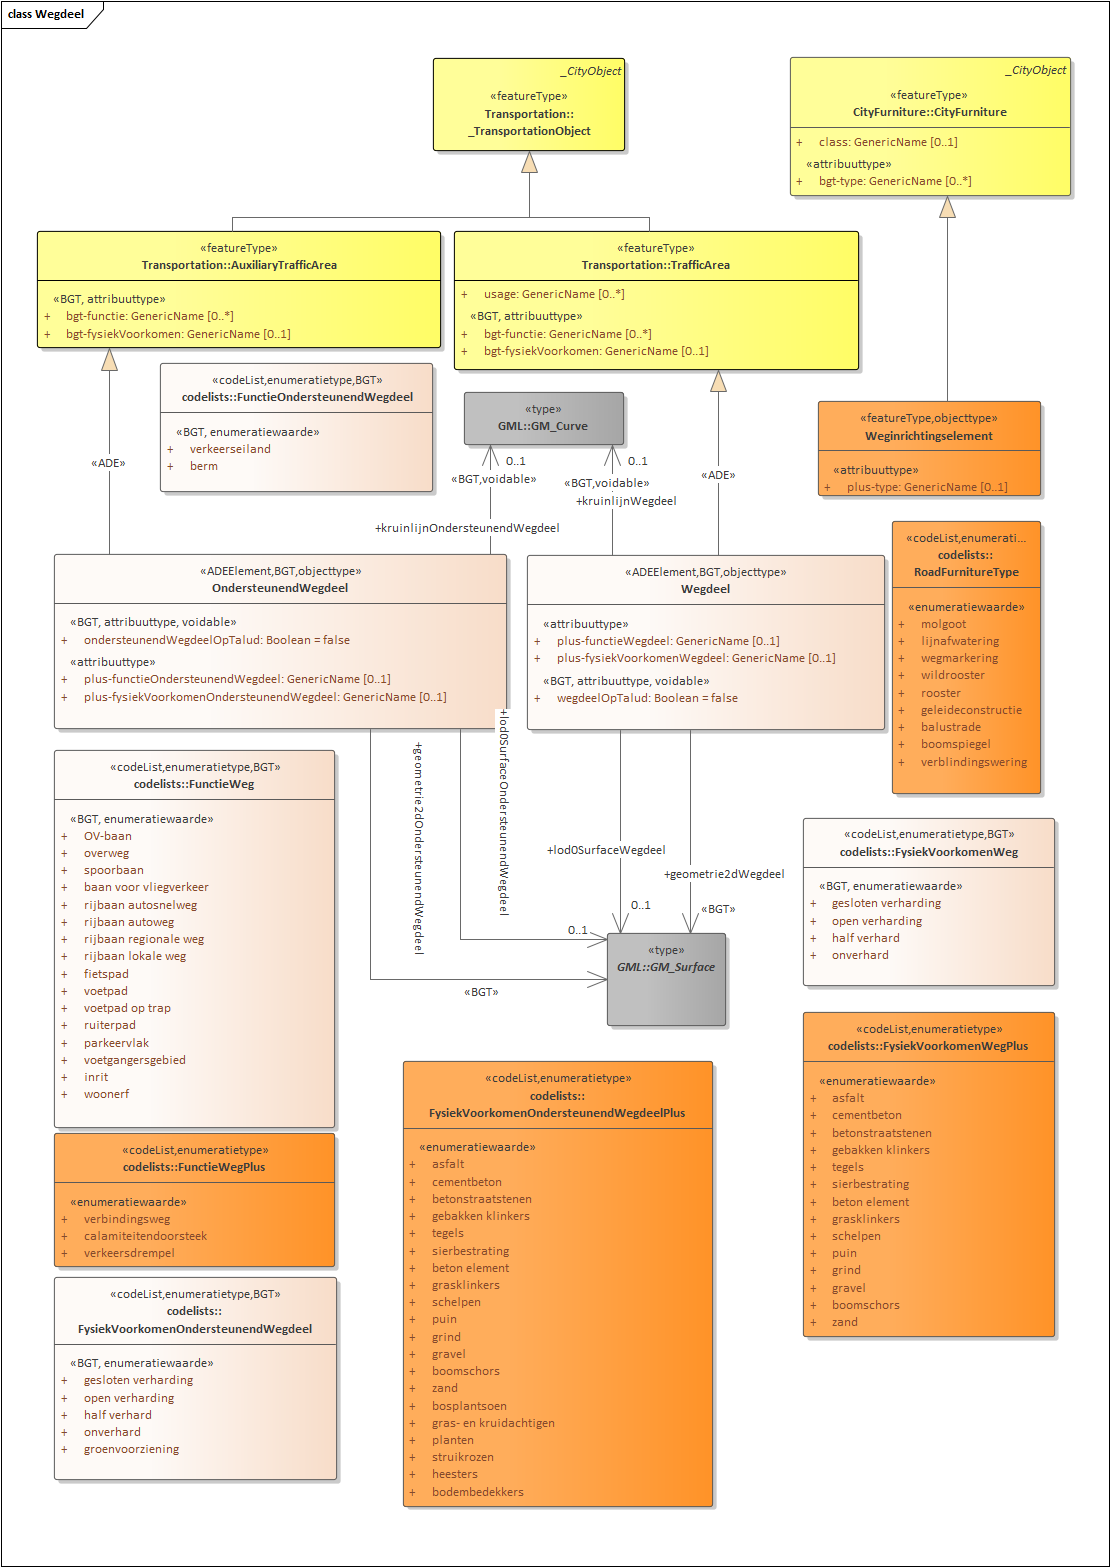 class Wegdeel
_CityObject
«featureType»
Transportation::
_TransportationObject
_CityObject
«featureType»
CityFurniture::CityFurniture
+ class: GenericName [0..1]
«attribuuttype»
+ bgt-type: GenericName [0..*]
«featureType»
Transportation::AuxiliaryTrafficArea
«BGT, attribuuttype»
+ bgt-functie: GenericName [0..*]
+ bgt-fysiekVoorkomen: GenericName [0..1]
«featureType»
Transportation::TrafficArea
+ usage: GenericName [0..*]
«BGT, attribuuttype»
+ bgt-functie: GenericName [0..*]
+ bgt-fysiekVoorkomen: GenericName [0..1]
«codeList,enumeratietype,BGT»
codelists::FunctieOndersteunendWegdeel
«BGT, enumeratiewaarde»
+ verkeerseiland
+ berm
«type»
GML::GM_Curve
«featureType,objecttype»
Weginrichtingselement
«attribuuttype»
+ plus-type: GenericName [0..1]
«ADE»
0..1
«BGT,voidable»
+kruinlijnOndersteunendWegdeel
0..1
«BGT,voidable»
+kruinlijnWegdeel
«ADE»
«ADEElement,BGT,objecttype»
OndersteunendWegdeel
«BGT, attribuuttype, voidable»
+ ondersteunendWegdeelOpTalud: Boolean = false
«attribuuttype»
+ plus-functieOndersteunendWegdeel: GenericName [0..1]
+ plus-fysiekVoorkomenOndersteunendWegdeel: GenericName [0..1]
«ADEElement,BGT,objecttype»
Wegdeel
«attribuuttype»
+ plus-functieWegdeel: GenericName [0..1]
+ plus-fysiekVoorkomenWegdeel: GenericName [0..1]
«BGT, attribuuttype, voidable»
+ wegdeelOpTalud: Boolean = false
«codeList,enumerati...
codelists::
RoadFurnitureType
«enumeratiewaarde»
+ molgoot
+ lijnafwatering
+ wegmarkering
+ wildrooster
+ rooster
+ geleideconstructie
+ balustrade
+ boomspiegel
+ verblindingswering
+geometrie2dOndersteunendWegdeel
+lod0SurfaceOndersteunendWegdeel
+lod0SurfaceWegdeel
+geometrie2dWegdeel
0..1
«BGT»
0..1
«BGT»
«type»
GML::GM_Surface
«codeList,enumeratietype,BGT»
codelists::FunctieWeg
«BGT, enumeratiewaarde»
+ OV-baan
+ overweg
+ spoorbaan
+ baan voor vliegverkeer
+ rijbaan autosnelweg
+ rijbaan autoweg
+ rijbaan regionale weg
+ rijbaan lokale weg
+ fietspad
+ voetpad
+ voetpad op trap
+ ruiterpad
+ parkeervlak
+ voetgangersgebied
+ inrit
+ woonerf
«codeList,enumeratietype,BGT»
codelists::FysiekVoorkomenWeg
«BGT, enumeratiewaarde»
+ gesloten verharding
+ open verharding
+ half verhard
+ onverhard
«codeList,enumeratietype»
codelists::FysiekVoorkomenWegPlus
«enumeratiewaarde»
+ asfalt
+ cementbeton
+ betonstraatstenen
+ gebakken klinkers
+ tegels
+ sierbestrating
+ beton element
+ grasklinkers
+ schelpen
+ puin
+ grind
+ gravel
+ boomschors
+ zand
«codeList,enumeratietype»
codelists::
FysiekVoorkomenOndersteunendWegdeelPlus
«enumeratiewaarde»
+ asfalt
+ cementbeton
+ betonstraatstenen
+ gebakken klinkers
+ tegels
+ sierbestrating
+ beton element
+ grasklinkers
+ schelpen
+ puin
+ grind
+ gravel
+ boomschors
+ zand
+ bosplantsoen
+ gras- en kruidachtigen
+ planten
+ struikrozen
+ heesters
+ bodembedekkers
«codeList,enumeratietype»
codelists::FunctieWegPlus
«enumeratiewaarde»
+ verbindingsweg
+ calamiteitendoorsteek
+ verkeersdrempel
«codeList,enumeratietype,BGT»
codelists::
FysiekVoorkomenOndersteunendWegdeel
«BGT, enumeratiewaarde»
+ gesloten verharding
+ open verharding
+ half verhard
+ onverhard
+ groenvoorziening